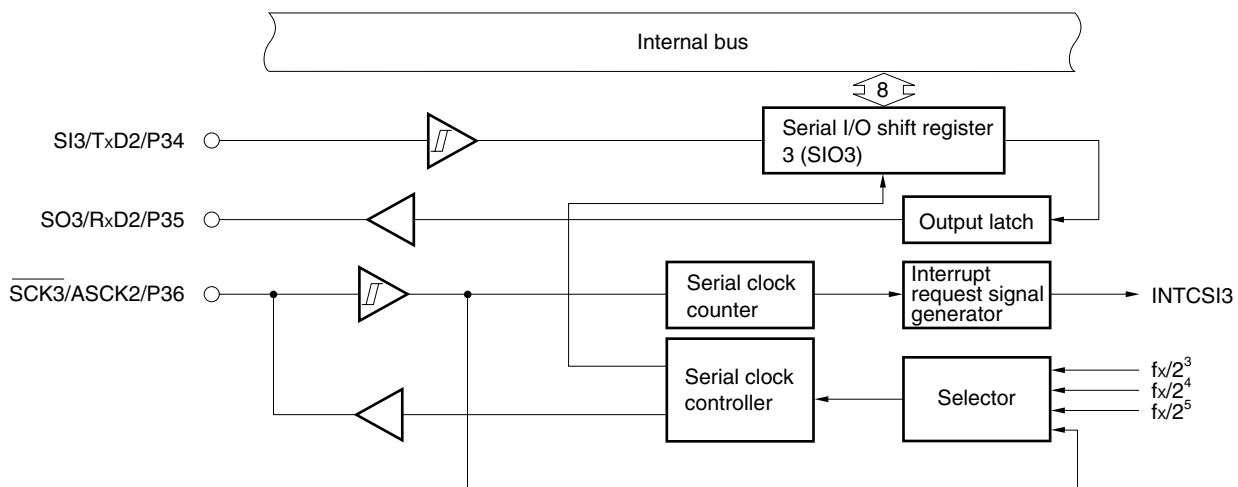 Internal bus
8
SI3/TxD2/P34
Serial I/O shift register
3 (SIO3)
SO3/RxD2/P35
Output latch
SCK3/ASCK2/P36
Serial clock
counter
Interrupt
request signal
generator
INTCSI3
Serial clock
controller
Selector
fx/2³
fx/2⁴
fx/2⁵